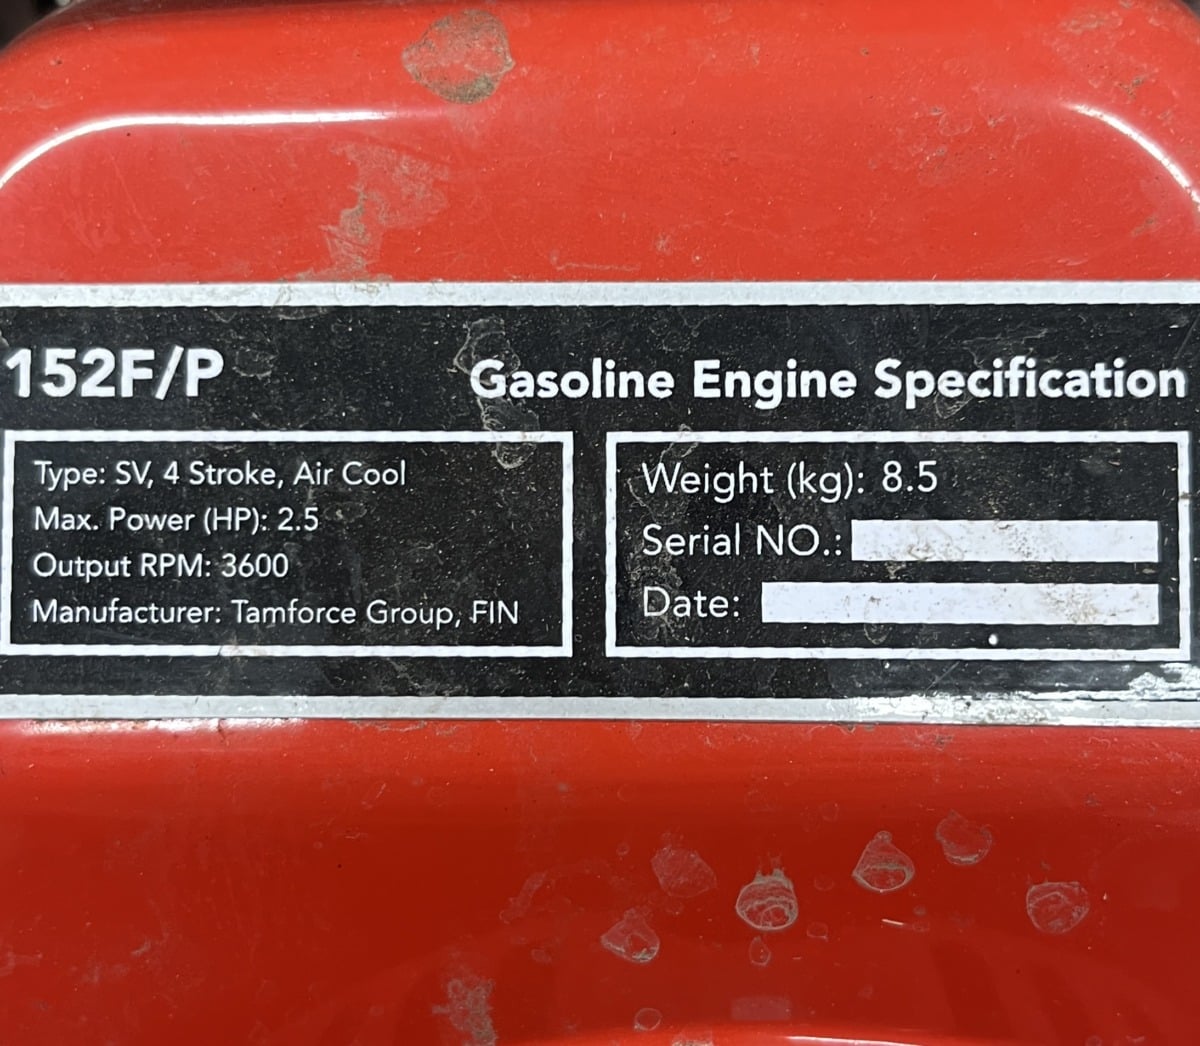 152F/P
Gasoline Engine Specification
Type: SV, 4 Stroke, Air Cool
Max. Power (HP): 2.5
Output RPM: 3600
Manufacturer: Tamforce Group, FIN
Weight (kg): 8.5
Serial NO.:
Date: